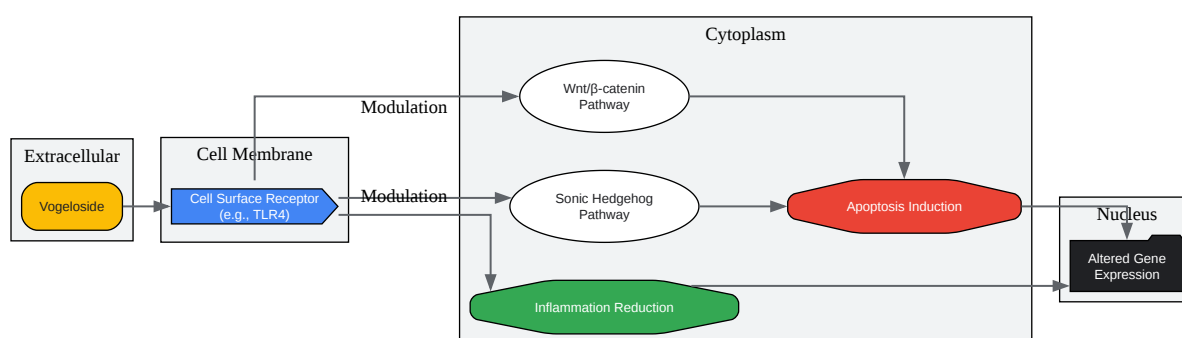 Cytoplasm
Wnt/β-catenin
Pathway
Modulation
Extracellular
Cell Membrane
Vogeloside
Cell Surface Receptor
(e.g., TLR4)
Modulation
Sonic Hedgehog
Pathway
Apoptosis Induction
Nucleus
Altered Gene
Expression
Inflammation Reduction